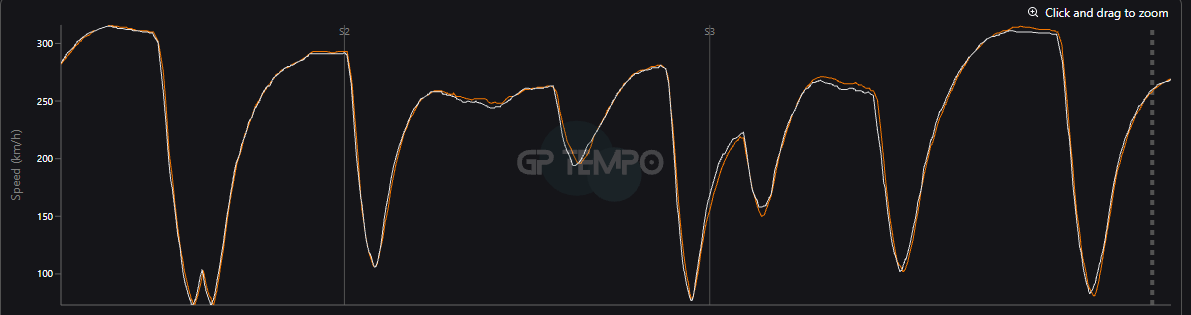 Click and drag to zoom
S2
S3
300
250
200
150
100
Speed (km/h)
GP TEMPO